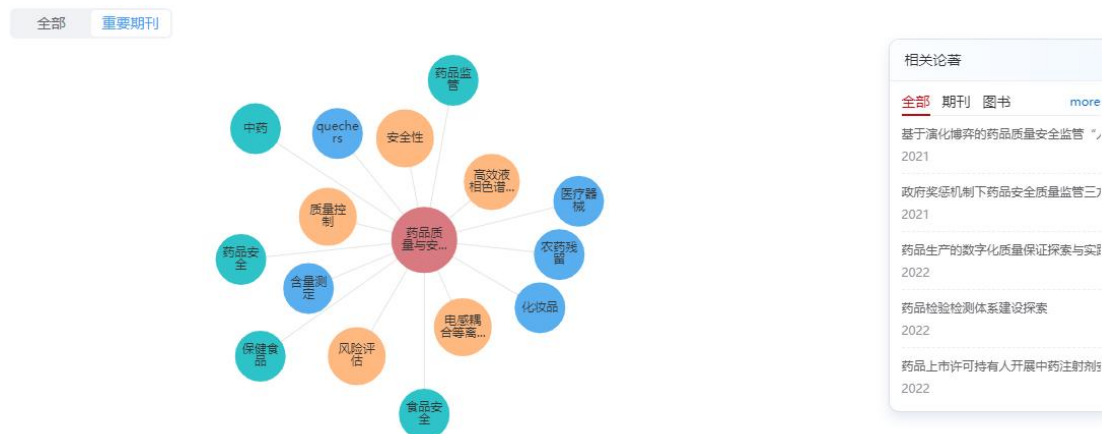 全部 重要期刊
药品监
管
中药
queche
rs
安全性
高效液
相色谱...
医疗器
械
质量控
制
药品质
量与安...
农药残
留
药品安
全
含量测
定
化妆品
电感耦
合等离...
保健食
品
风险评
估
食品安
全
相关论著
全部 期刊 图书 more
基于演化博弈的药品质量安全监管“
2021
政府奖惩机制下药品安全质量监管三
2021
药品生产的数字化质量保证探索与实
2022
药品检验检测体系建设探索
2022
药品上市许可持有人开展中药注射剂
2022